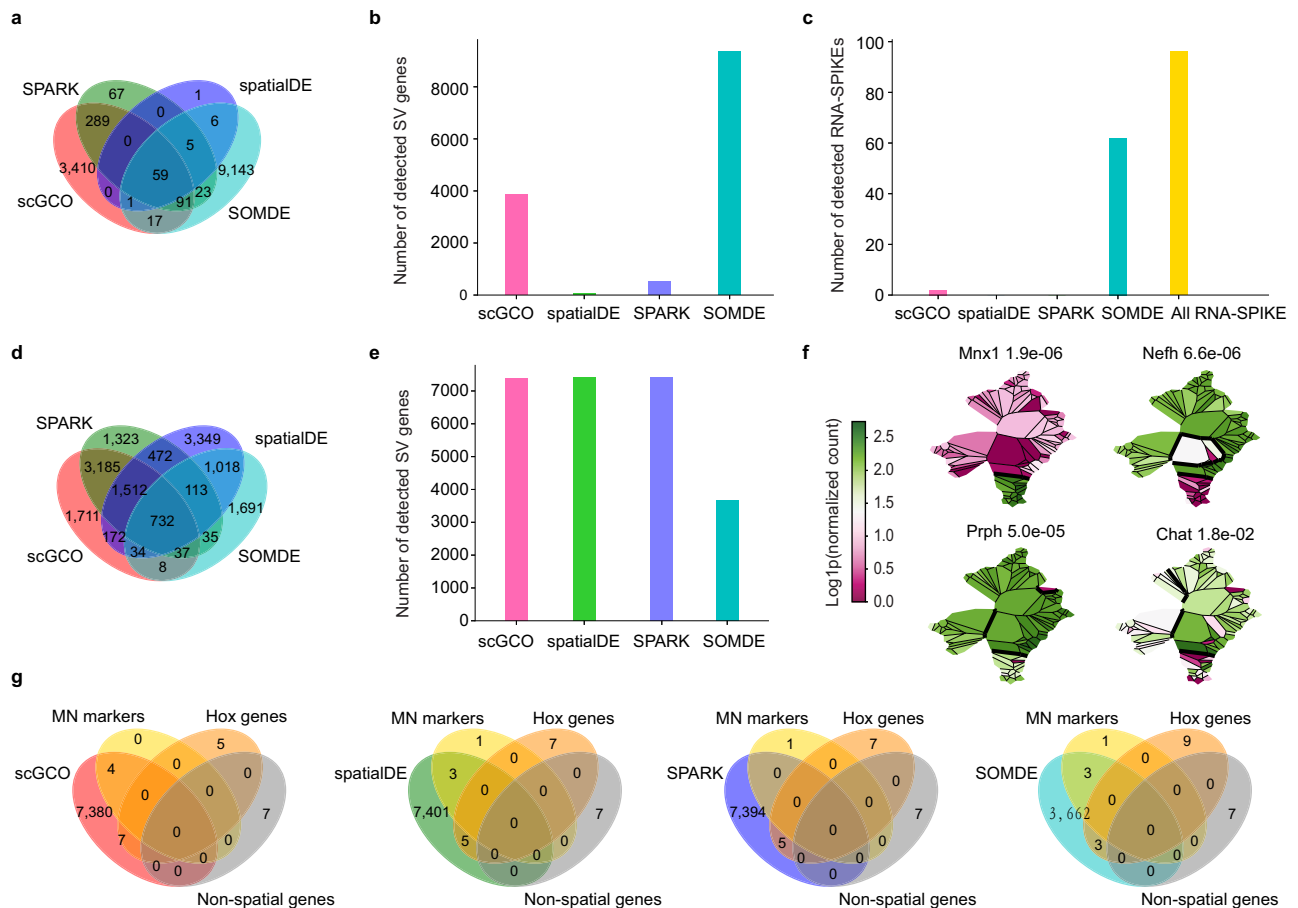 a
SPARK
67
spatialDE
1
289
0
6
0
5
3,410
59
9,143
0
1
91
23
scGCO
17
SOMDE
b
Number of detected SV genes
8000
6000
4000
2000
0
scGCO spatialDE SPARK SOMDE
c
Number of detected RNA-SPIKEs
100
80
60
40
20
0
scGCO spatialDE SPARK SOMDE All RNA-SPIKE
d
SPARK
1,323
3,349
spatialDE
472
3,185
1,018
1,512
113
1,711
732
1,691
172
35
34
37
scGCO
8
SOMDE
e
Number of detected SV genes
7000
6000
5000
4000
3000
2000
1000
0
scGCO spatialDE SPARK SOMDE
f
Mnx1 1.9e-06
Nefh 6.6e-06
Log1p(normalized count)
2.5
2.0
1.5
1.0
0.5
0.0
Prph 5.0e-05
Chat 1.8e-02
g
MN markers
Hox genes
0
5
scGCO
4
0
0
0
7,380
0
7
7
0
0
0
0
Non-spatial genes
MN markers
Hox genes
1
7
spatialDE
3
0
0
0
7,401
0
7
5
0
0
0
0
Non-spatial genes
MN markers
Hox genes
1
7
SPARK
0
0
0
0
7,394
0
7
5
0
0
0
0
Non-spatial genes
MN markers
Hox genes
1
9
SOMDE
3
0
0
0
3,662
0
7
3
0
0
0
0
Non-spatial genes